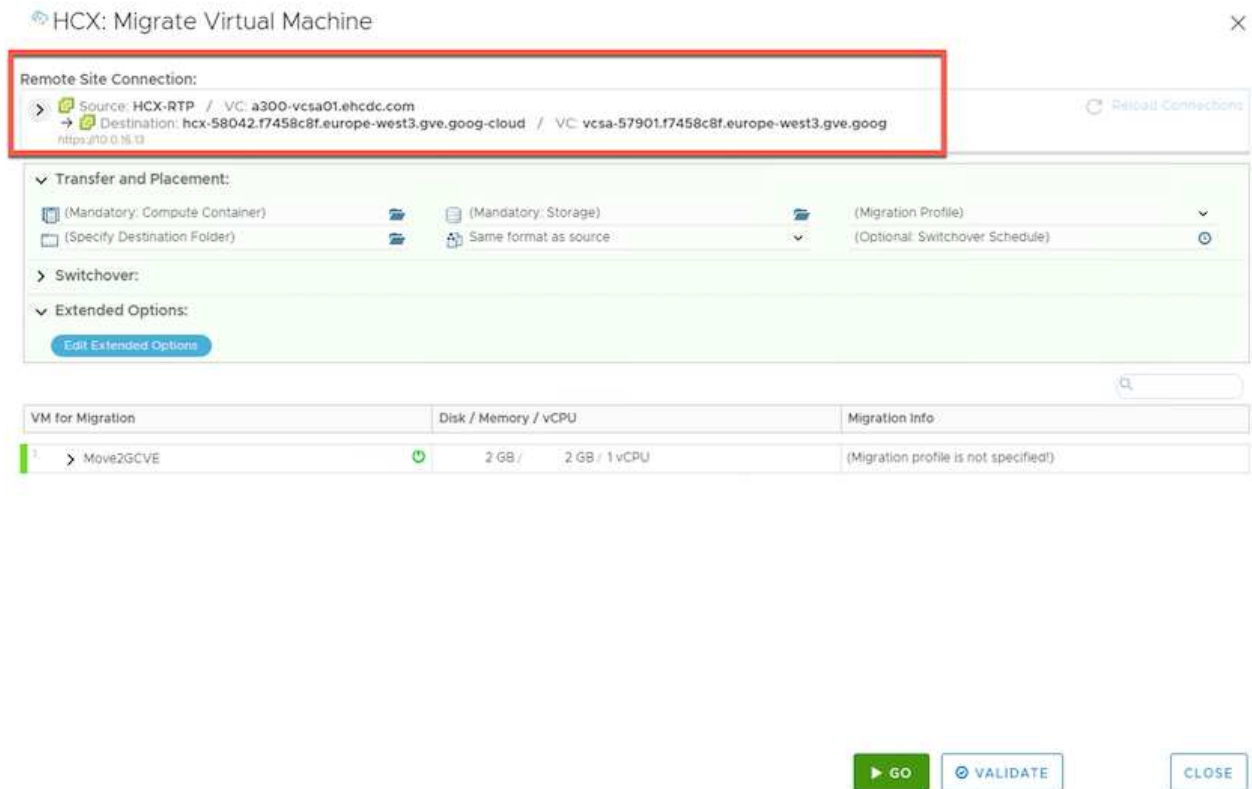 HCX: Migrate Virtual Machine
Remote Site Connection:
Source: HCX-RTP / VC: a300-vcsa01.ehcdc.com
→ Destination: hcx-58042.f7458c8f.europe-west3.gve.goog-cloud / VC: vcsa-57901.f7458c8f.europe-west3.gve.goog
https://10.0.16.13
Reload Connections
Transfer and Placement:
(Mandatory: Compute Container) (Mandatory: Storage) (Migration Profile)
(Specify Destination Folder) Same format as source (Optional: Switchover Schedule)
Switchover:
Extended Options:
Edit Extended Options
VM for Migration Disk / Memory / vCPU Migration Info
1 Move2GCVE 2 GB / 2 GB / 1 vCPU (Migration profile is not specified!)
GO VALIDATE CLOSE